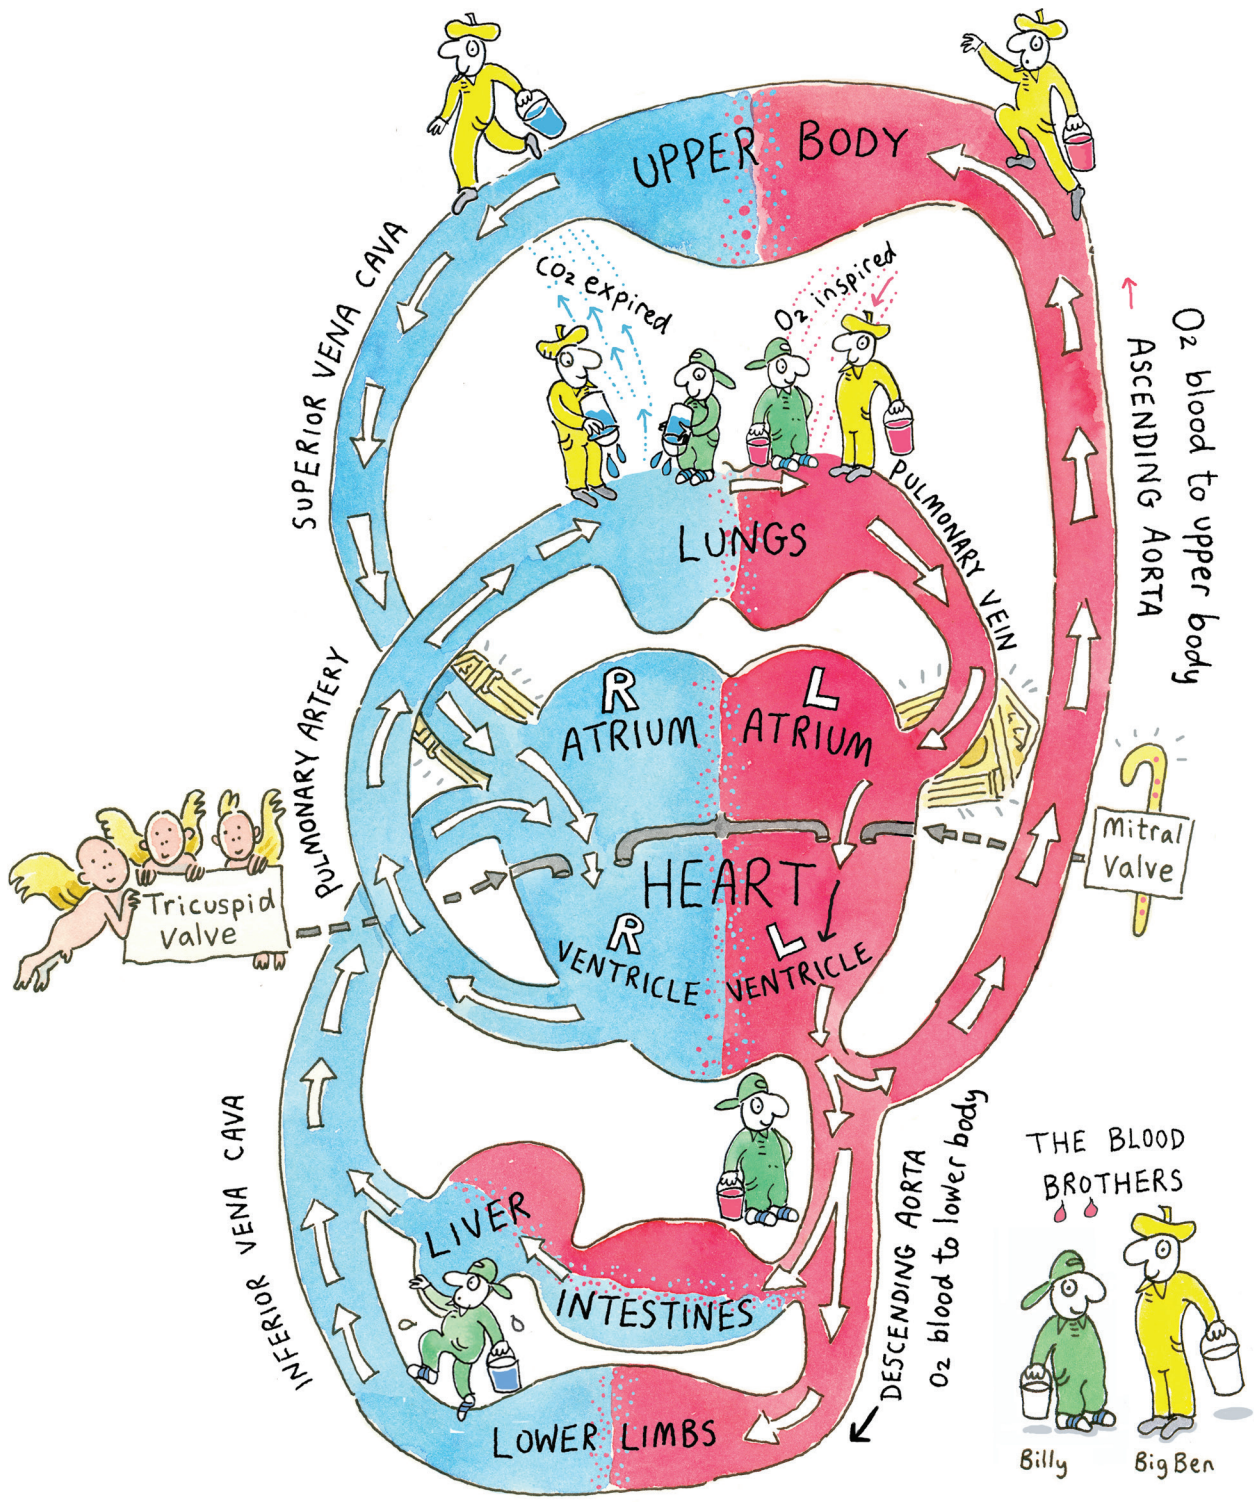 UPPER BODY
SUPERIOR VENA CAVA
CO2 expired
O2 inspired
O2 blood to upper body
ASCENDING AORTA
LUNGS
PULMONARY VEIN
PULMONARY ARTERY
R
ATRIUM
L
ATRIUM
Tricuspid
Valve
Mitral
Valve
HEART
R
VENTRICLE
L
VENTRICLE
INFERIOR VENA CAVA
LIVER
INTESTINES
DESCENDING AORTA
O2 blood to lower body
LOWER LIMBS
THE BLOOD
BROTHERS
Billy
Big Ben